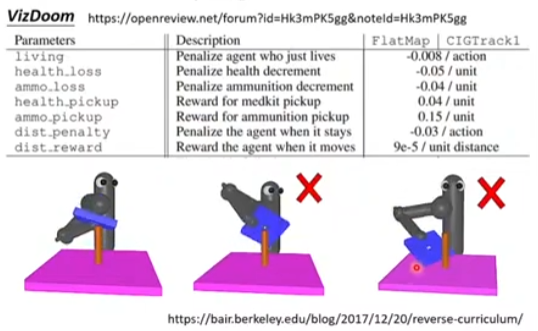 VizDoom https://openreview.net/forum?id=Hk3mPK5gg&noteId=Hk3mPK5gg
Parameters Description FlatMap | CIGTrack1
living Penalize agent who just lives -0.008 / action
health_loss Penalize health decrement -0.05 / unit
ammo_loss Penalize ammunition decrement -0.04 / unit
health_pickup Reward for medkit pickup 0.04 / unit
ammo_pickup Reward for ammunition pickup 0.15 / unit
dist_penalty Penalize the agent when it stays -0.03 / action
dist_reward Reward the agent when it moves 9e-5 / unit distance
https://bair.berkeley.edu/blog/2017/12/20/reverse-curriculum/